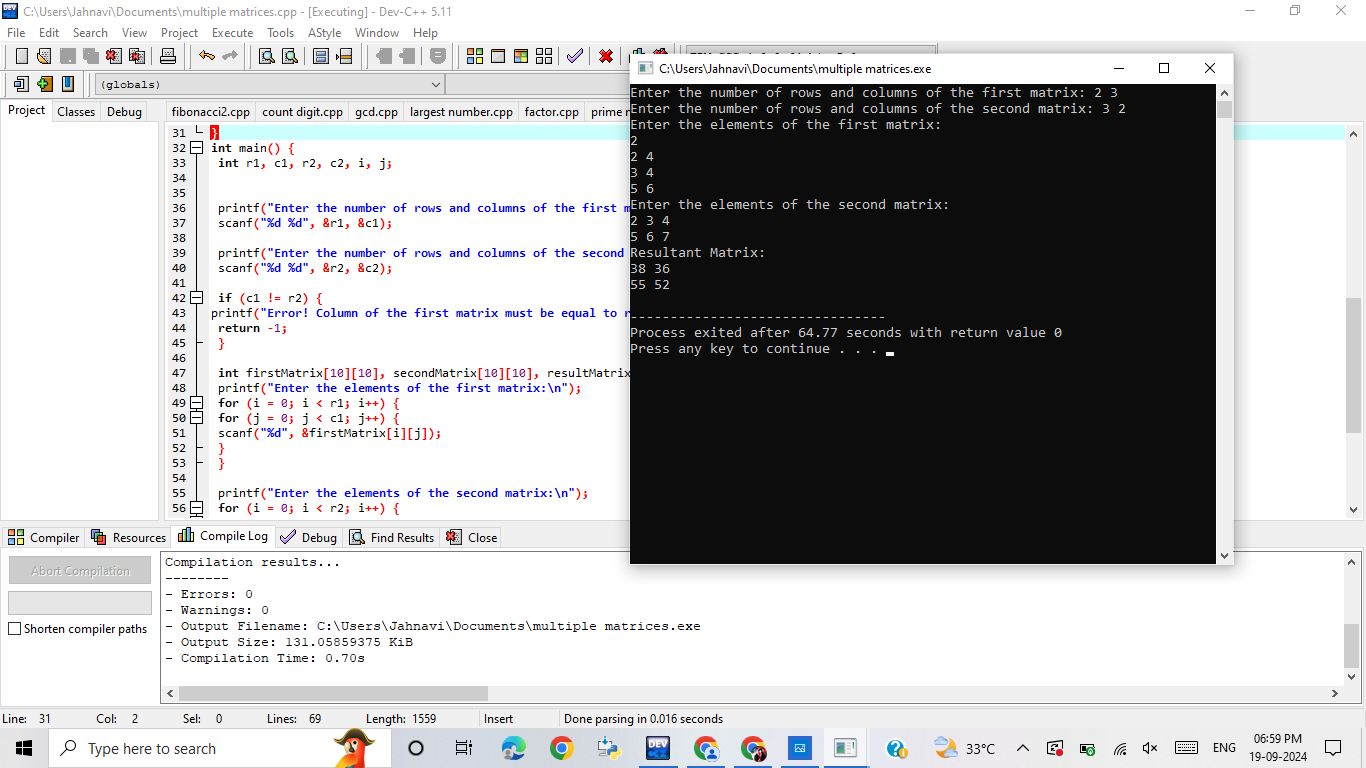 C:\Users\Jahnavi\Documents\multiple matrices.cpp - [Executing] - Dev-C++ 5.11
File Edit Search View Project Execute Tools AStyle Window Help
(globals)
Project Classes Debug
fibonacci2.cpp count digit.cpp gcd.cpp largest number.cpp factor.cpp prime
31 }
32 int main() {
33 int r1, c1, r2, c2, i, j;
34
35
36 printf("Enter the number of rows and columns of the first m
37 scanf("%d %d", &r1, &c1);
38
39 printf("Enter the number of rows and columns of the second
40 scanf("%d %d", &r2, &c2);
41
42 if (c1 != r2) {
43 printf("Error! Column of the first matrix must be equal to r
44 return -1;
45 }
46
47 int firstMatrix[10][10], secondMatrix[10][10], resultMatrix
48 printf("Enter the elements of the first matrix:\n");
49 for (i = 0; i < r1; i++) {
50 for (j = 0; j < c1; j++) {
51 scanf("%d", &firstMatrix[i][j]);
52 }
53 }
54
55 printf("Enter the elements of the second matrix:\n");
56 for (i = 0; i < r2; i++) {
C:\Users\Jahnavi\Documents\multiple matrices.exe
Enter the number of rows and columns of the first matrix: 2 3
Enter the number of rows and columns of the second matrix: 3 2
Enter the elements of the first matrix:
2
2 4
3 4
5 6
Enter the elements of the second matrix:
2 3 4
5 6 7
Resultant Matrix:
38 36
55 52
--------------------------------
Process exited after 64.77 seconds with return value 0
Press any key to continue . . .
Compiler Resources Compile Log Debug Find Results Close
Abort Compilation
Shorten compiler paths
Compilation results...
--------
- Errors: 0
- Warnings: 0
- Output Filename: C:\Users\Jahnavi\Documents\multiple matrices.exe
- Output Size: 131.05859375 KiB
- Compilation Time: 0.70s
Line: 31 Col: 2 Sel: 0 Lines: 69 Length: 1559 Insert Done parsing in 0.016 seconds
Type here to search
DEV
33°C
ENG
06:59 PM
19-09-2024